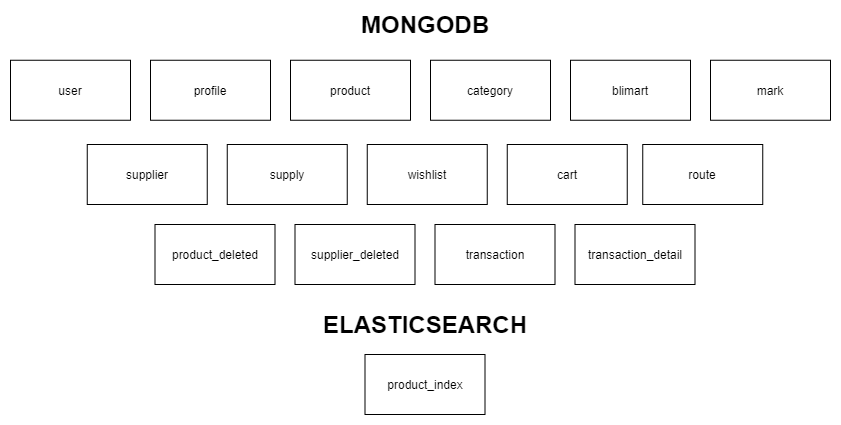 MONGODB
user
profile
product
category
blimart
mark
supplier
supply
wishlist
cart
route
product_deleted
supplier_deleted
transaction
transaction_detail
ELASTICSEARCH
product_index